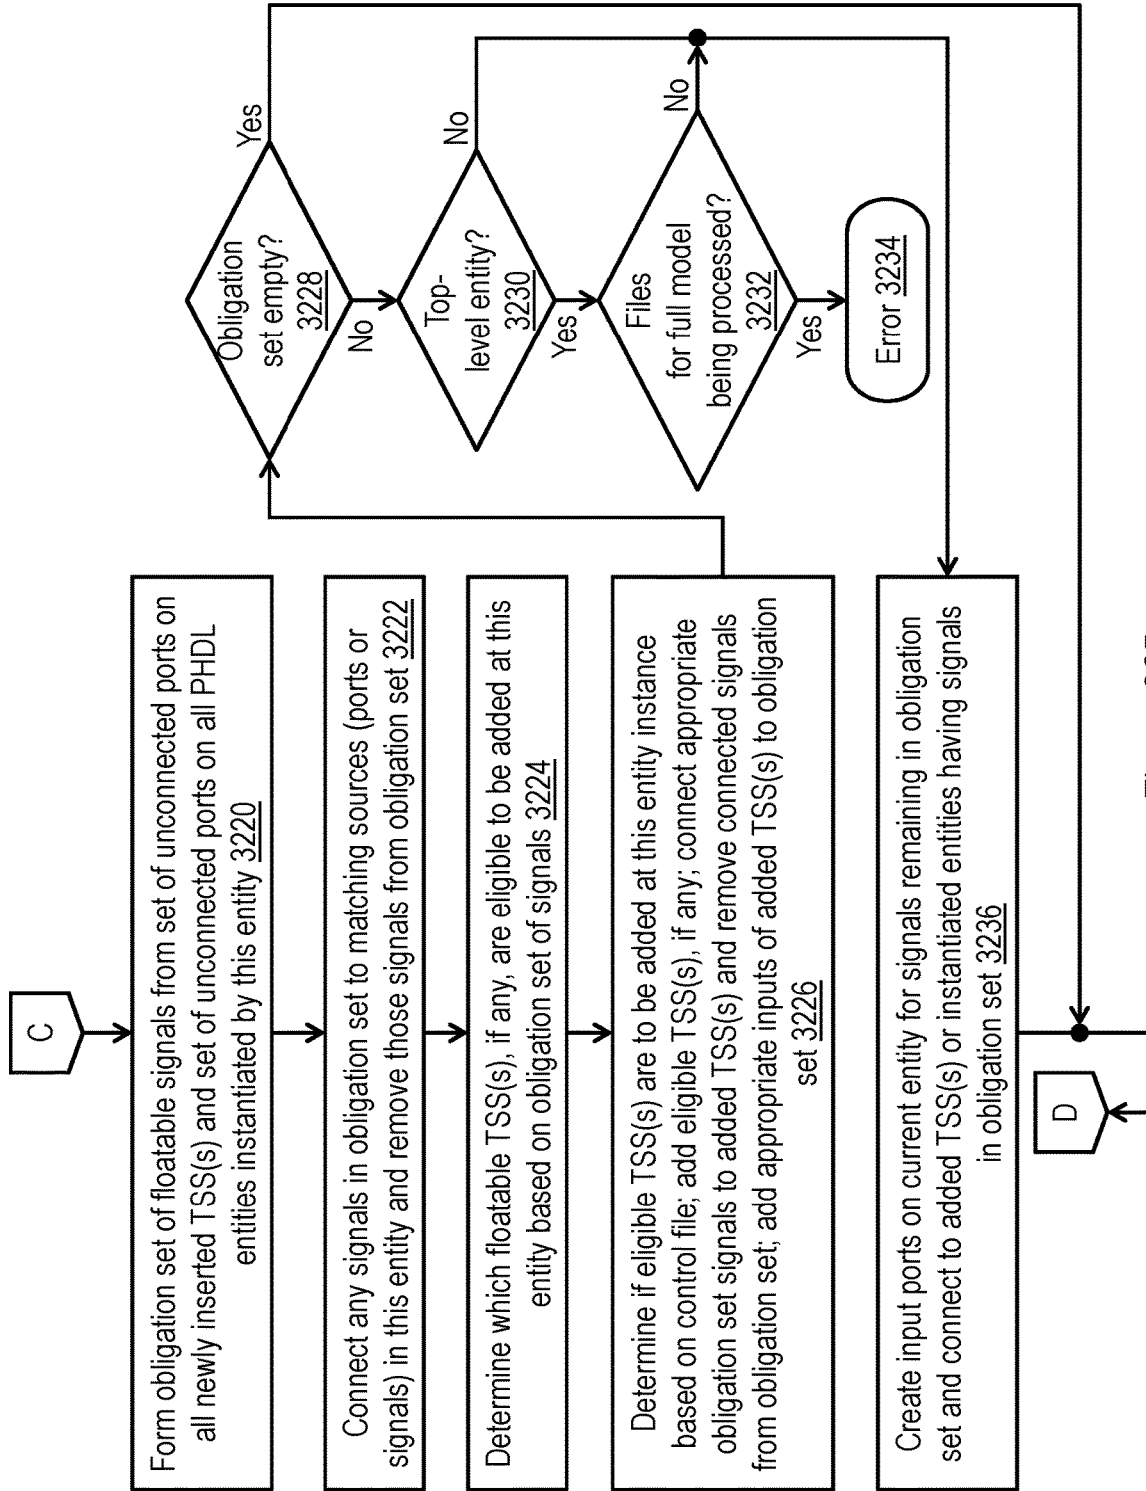 C
Form obligation set of floatable signals from set of unconnected ports on
all newly inserted TSS(s) and set of unconnected ports on all PHDL
entities instantiated by this entity 3220
Connect any signals in obligation set to matching sources (ports or
signals) in this entity and remove those signals from obligation set 3222
Determine which floatable TSS(s), if any, are eligible to be added at this
entity based on obligation set of signals 3224
Determine if eligible TSS(s) are to be added at this entity instance
based on control file; add eligible TSS(s), if any; connect appropriate
obligation set signals to added TSS(s) and remove connected signals
from obligation set; add appropriate inputs of added TSS(s) to obligation
set 3226
Obligation
set empty?
3228
Yes
No
Top-
level entity?
3230
No
Yes
Files
for full model
being processed?
3232
No
Yes
Error 3234
Create input ports on current entity for signals remaining in obligation
set and connect to added TSS(s) or instantiated entities having signals
in obligation set 3236
D